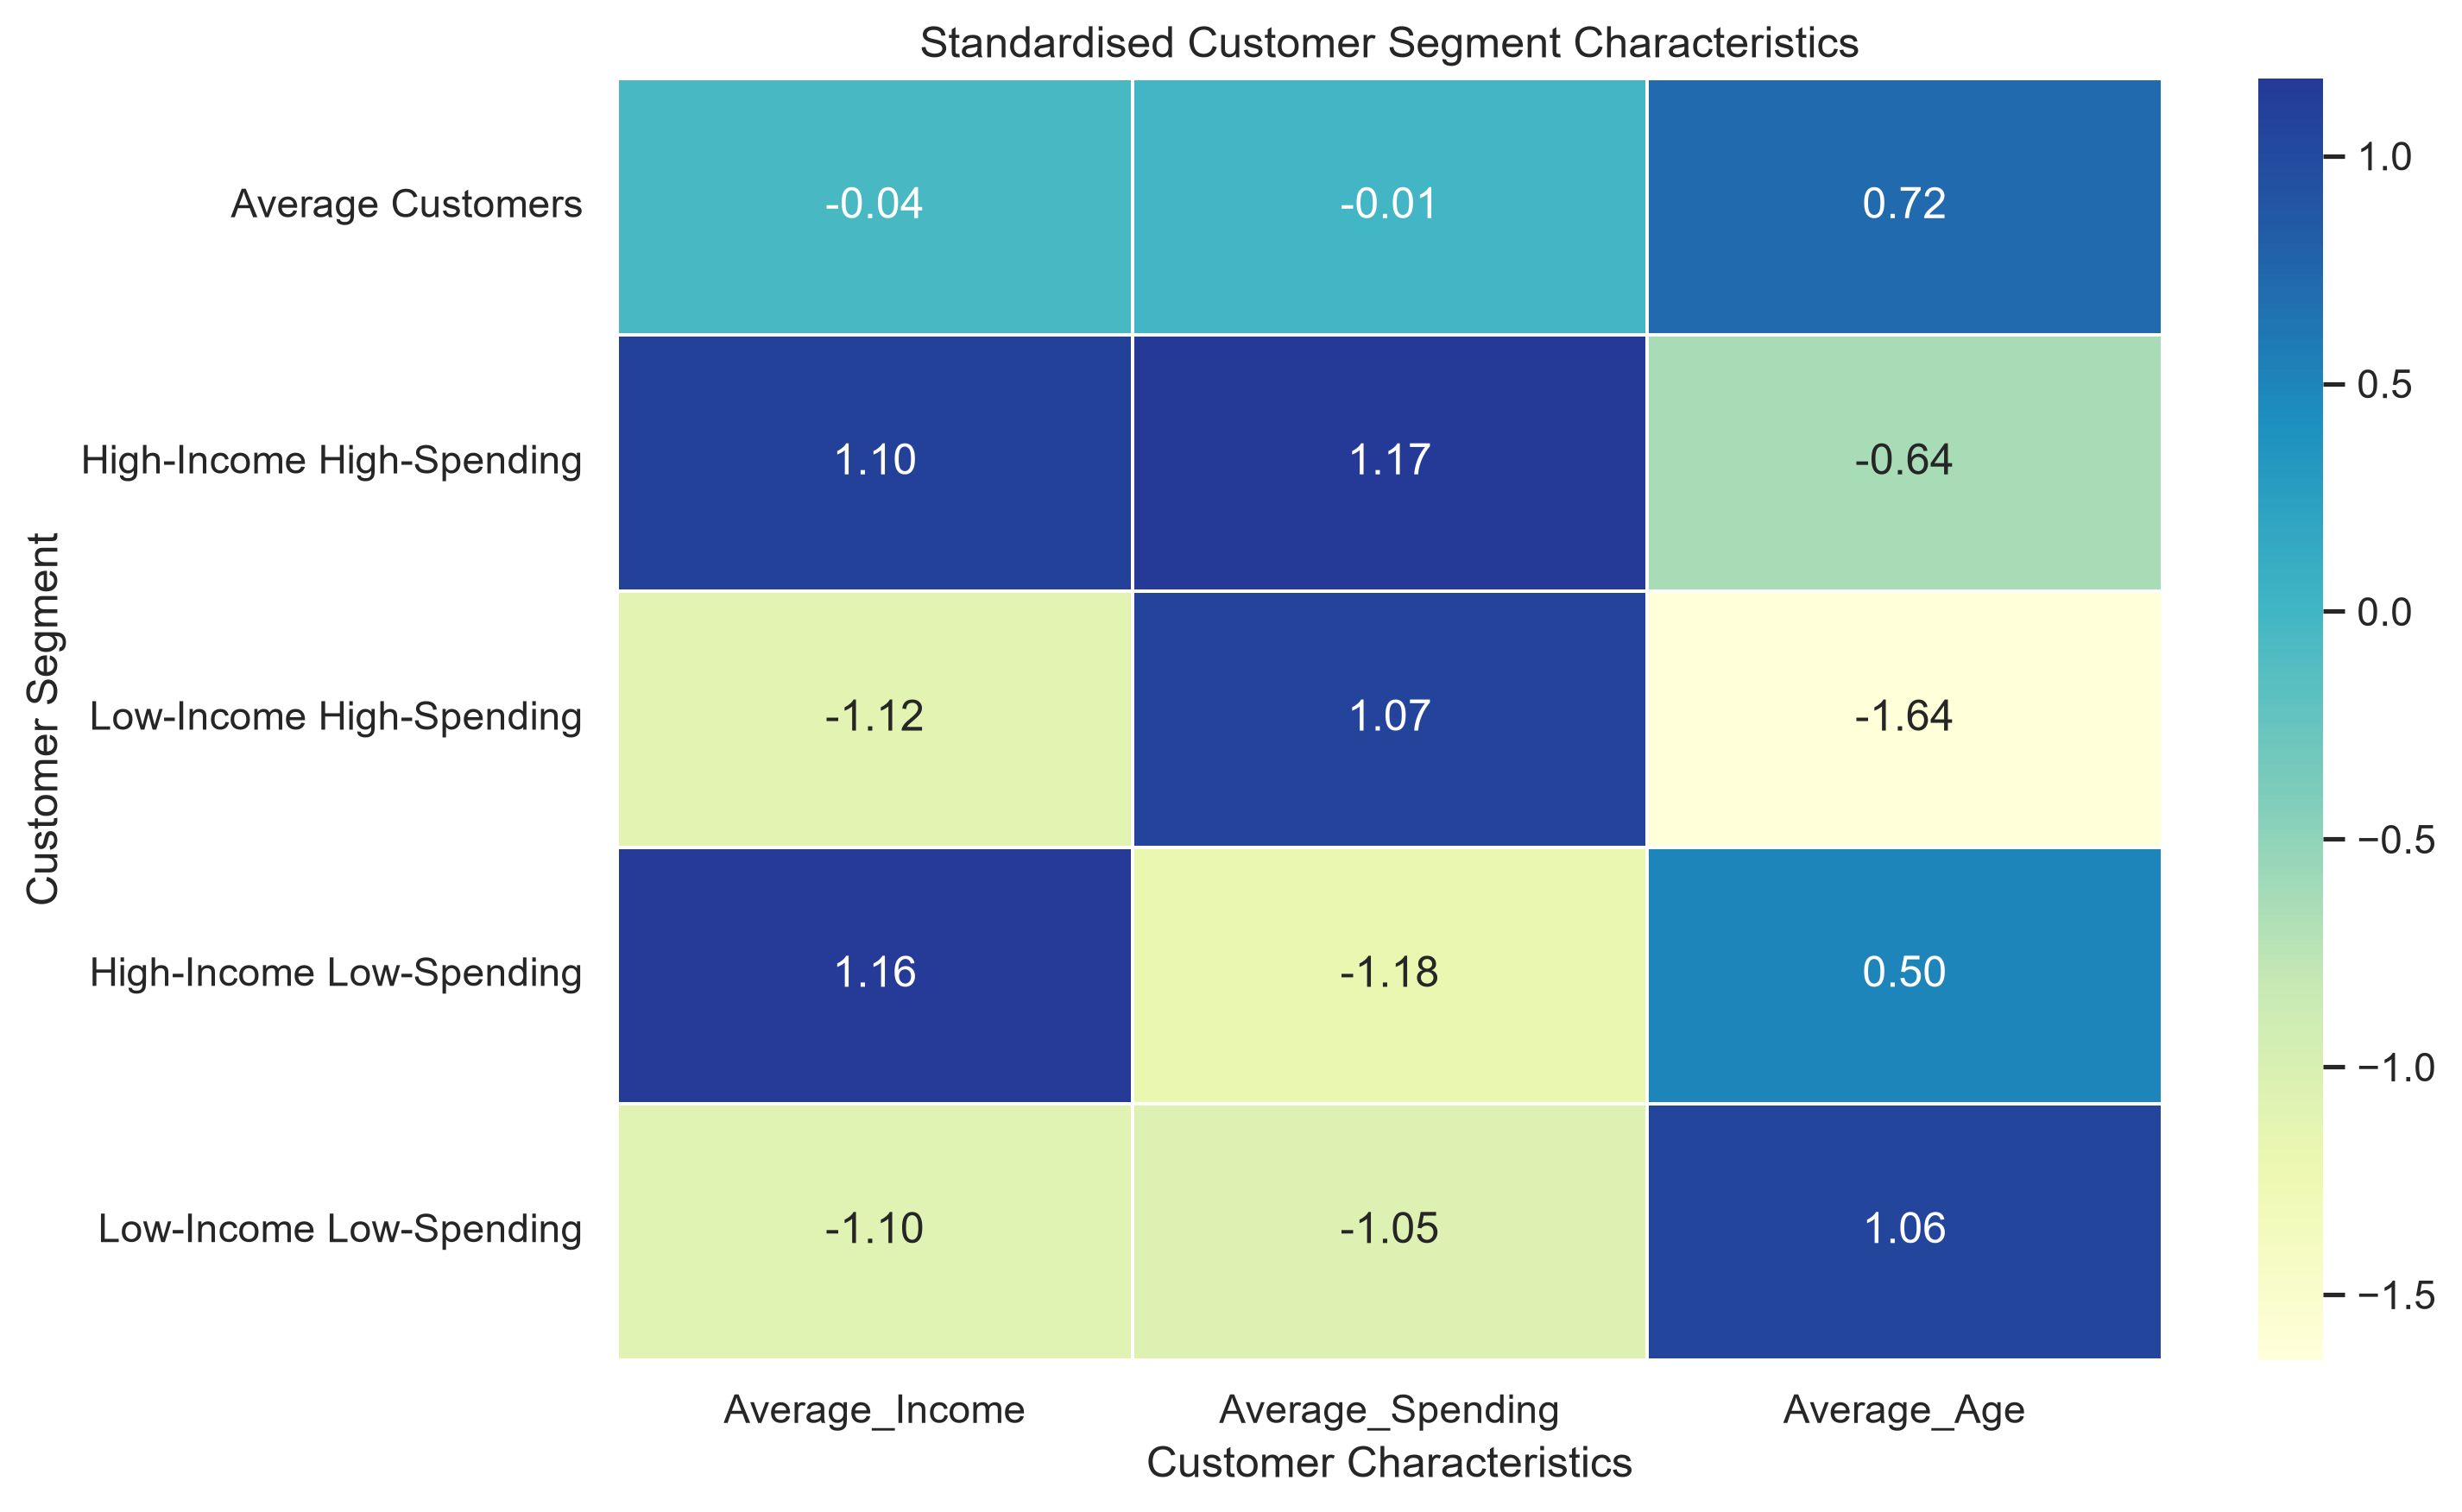 Standardised Customer Segment Characteristics
Customer Segment
Average Customers -0.04 -0.01 0.72
High-Income High-Spending 1.10 1.17 -0.64
Low-Income High-Spending -1.12 1.07 -1.64
High-Income Low-Spending 1.16 -1.18 0.50
Low-Income Low-Spending -1.10 -1.05 1.06
Average_Income Average_Spending Average_Age
Customer Characteristics
1.0
0.5
0.0
−0.5
−1.0
−1.5